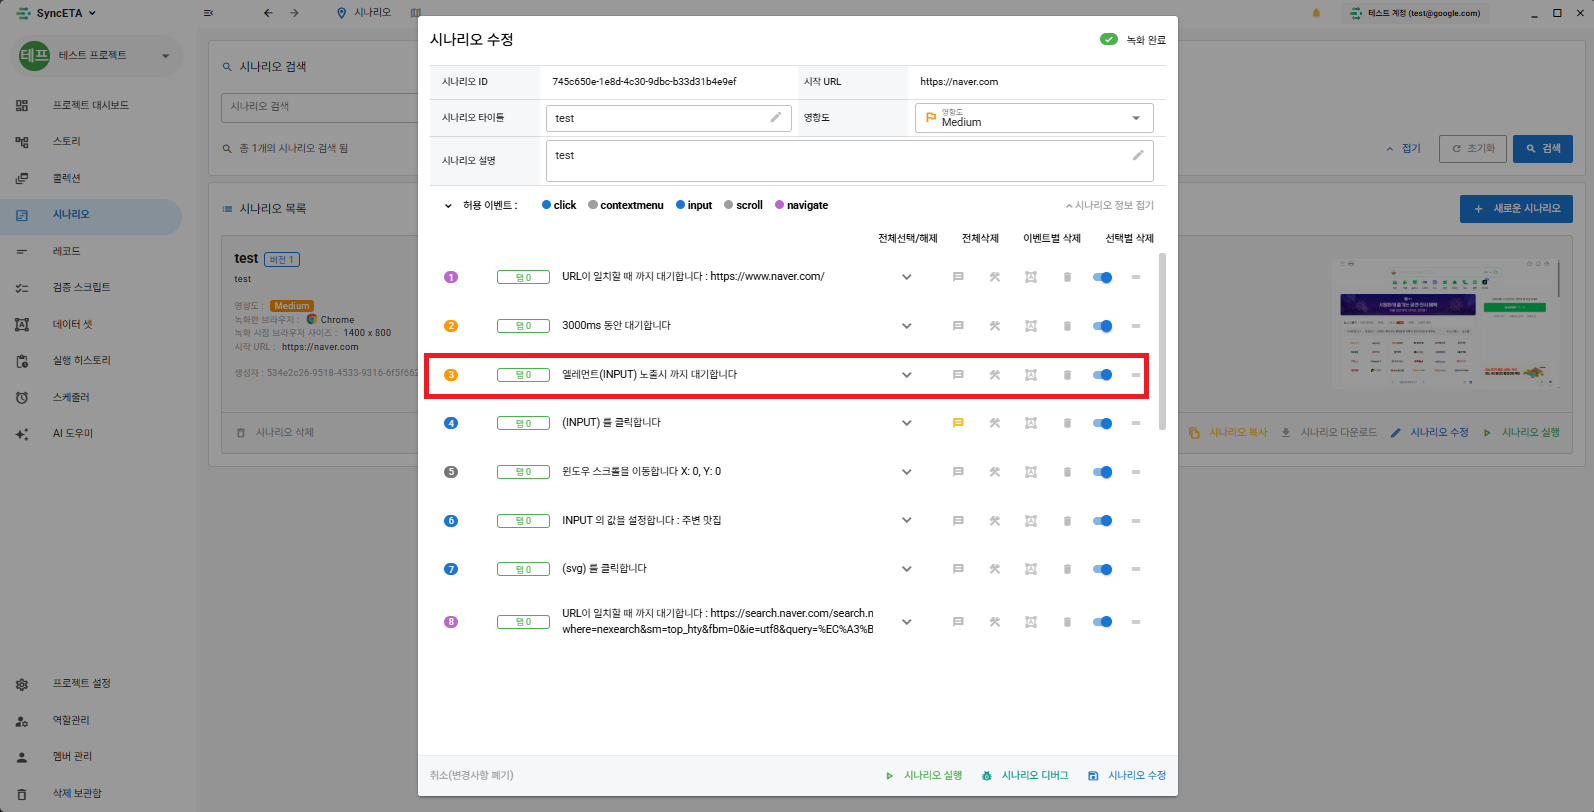 SyncETA
시나리오
테스트 계정 (test@google.com)
테프
테스트 프로젝트
프로젝트 대시보드
스토리
콜렉션
시나리오
레코드
검증 스크립트
데이터 셋
실행 히스토리
스케줄러
AI 도우미
프로젝트 설정
역할관리
멤버 관리
삭제 보관함
시나리오 검색
시나리오 검색
총 1개의 시나리오 검색 됨
접기
초기화
검색
시나리오 목록
새로운 시나리오
test 버전 1
test
영향도 : Medium
녹화한 브라우저 : Chrome
녹화 시점 브라우저 사이즈 : 1400 x 800
시작 URL : https://naver.com
생성자 : 534e2c26-9518-4533-9316-6f5f662
시나리오 삭제
시나리오 복사
시나리오 다운로드
시나리오 수정
시나리오 실행
시나리오 수정
녹화 완료
시나리오 ID 745c650e-1e8d-4c30-9dbc-b33d31b4e9ef 시작 URL https://naver.com
시나리오 타이틀 test 영향도 영향도 Medium
시나리오 설명 test
허용 이벤트 : click contextmenu input scroll navigate 시나리오 정보 접기
전체선택/해제 전체삭제 이벤트별 삭제 선택별 삭제
1 탭 0 URL이 일치할 때 까지 대기합니다 : https://www.naver.com/
2 탭 0 3000ms 동안 대기합니다
3 탭 0 엘레먼트(INPUT) 노출시 까지 대기합니다
4 탭 0 (INPUT) 를 클릭합니다
5 탭 0 윈도우 스크롤을 이동합니다 X: 0, Y: 0
6 탭 0 INPUT 의 값을 설정합니다 : 주변 맛집
7 탭 0 (svg) 를 클릭합니다
8 탭 0 URL이 일치할 때 까지 대기합니다 : https://search.naver.com/search.n
where=nexearch&sm=top_hty&fbm=0&ie=utf8&query=%EC%A3%B
취소(변경사항 폐기)
시나리오 실행
시나리오 디버그
시나리오 수정